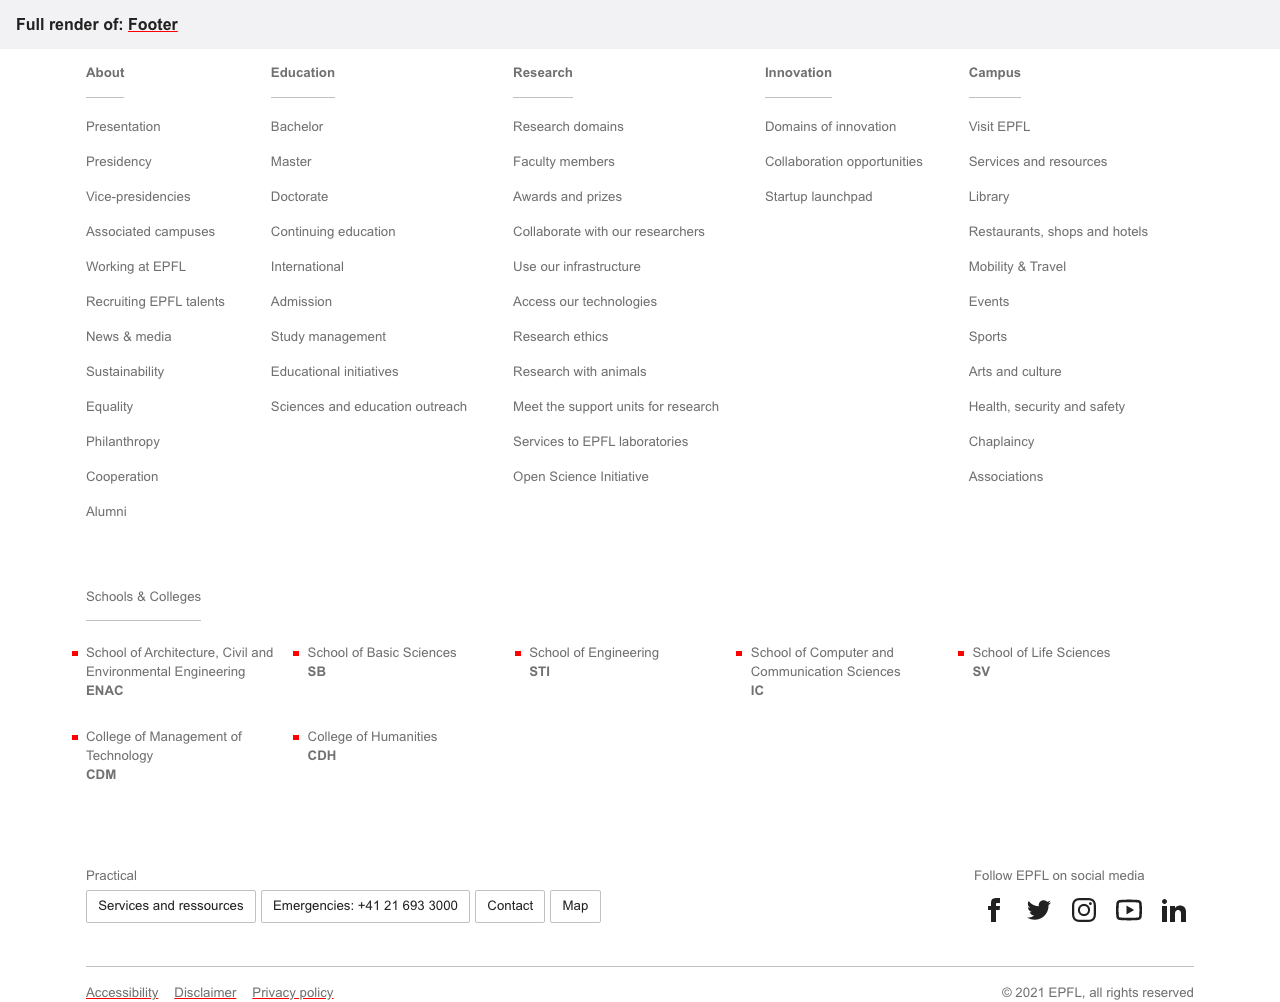 Full render of: Footer
About
Presentation
Presidency
Vice-presidencies
Associated campuses
Working at EPFL
Recruiting EPFL talents
News & media
Sustainability
Equality
Philanthropy
Cooperation
Alumni
Education
Bachelor
Master
Doctorate
Continuing education
International
Admission
Study management
Educational initiatives
Sciences and education outreach
Research
Research domains
Faculty members
Awards and prizes
Collaborate with our researchers
Use our infrastructure
Access our technologies
Research ethics
Research with animals
Meet the support units for research
Services to EPFL laboratories
Open Science Initiative
Innovation
Domains of innovation
Collaboration opportunities
Startup launchpad
Campus
Visit EPFL
Services and resources
Library
Restaurants, shops and hotels
Mobility & Travel
Events
Sports
Arts and culture
Health, security and safety
Chaplaincy
Associations
Schools & Colleges
School of Architecture, Civil and
Environmental Engineering
ENAC
School of Basic Sciences
SB
School of Engineering
STI
School of Computer and
Communication Sciences
IC
School of Life Sciences
SV
College of Management of
Technology
CDM
College of Humanities
CDH
Practical
Services and ressources
Emergencies: +41 21 693 3000
Contact
Map
Follow EPFL on social media
Accessibility
Disclaimer
Privacy policy
© 2021 EPFL, all rights reserved